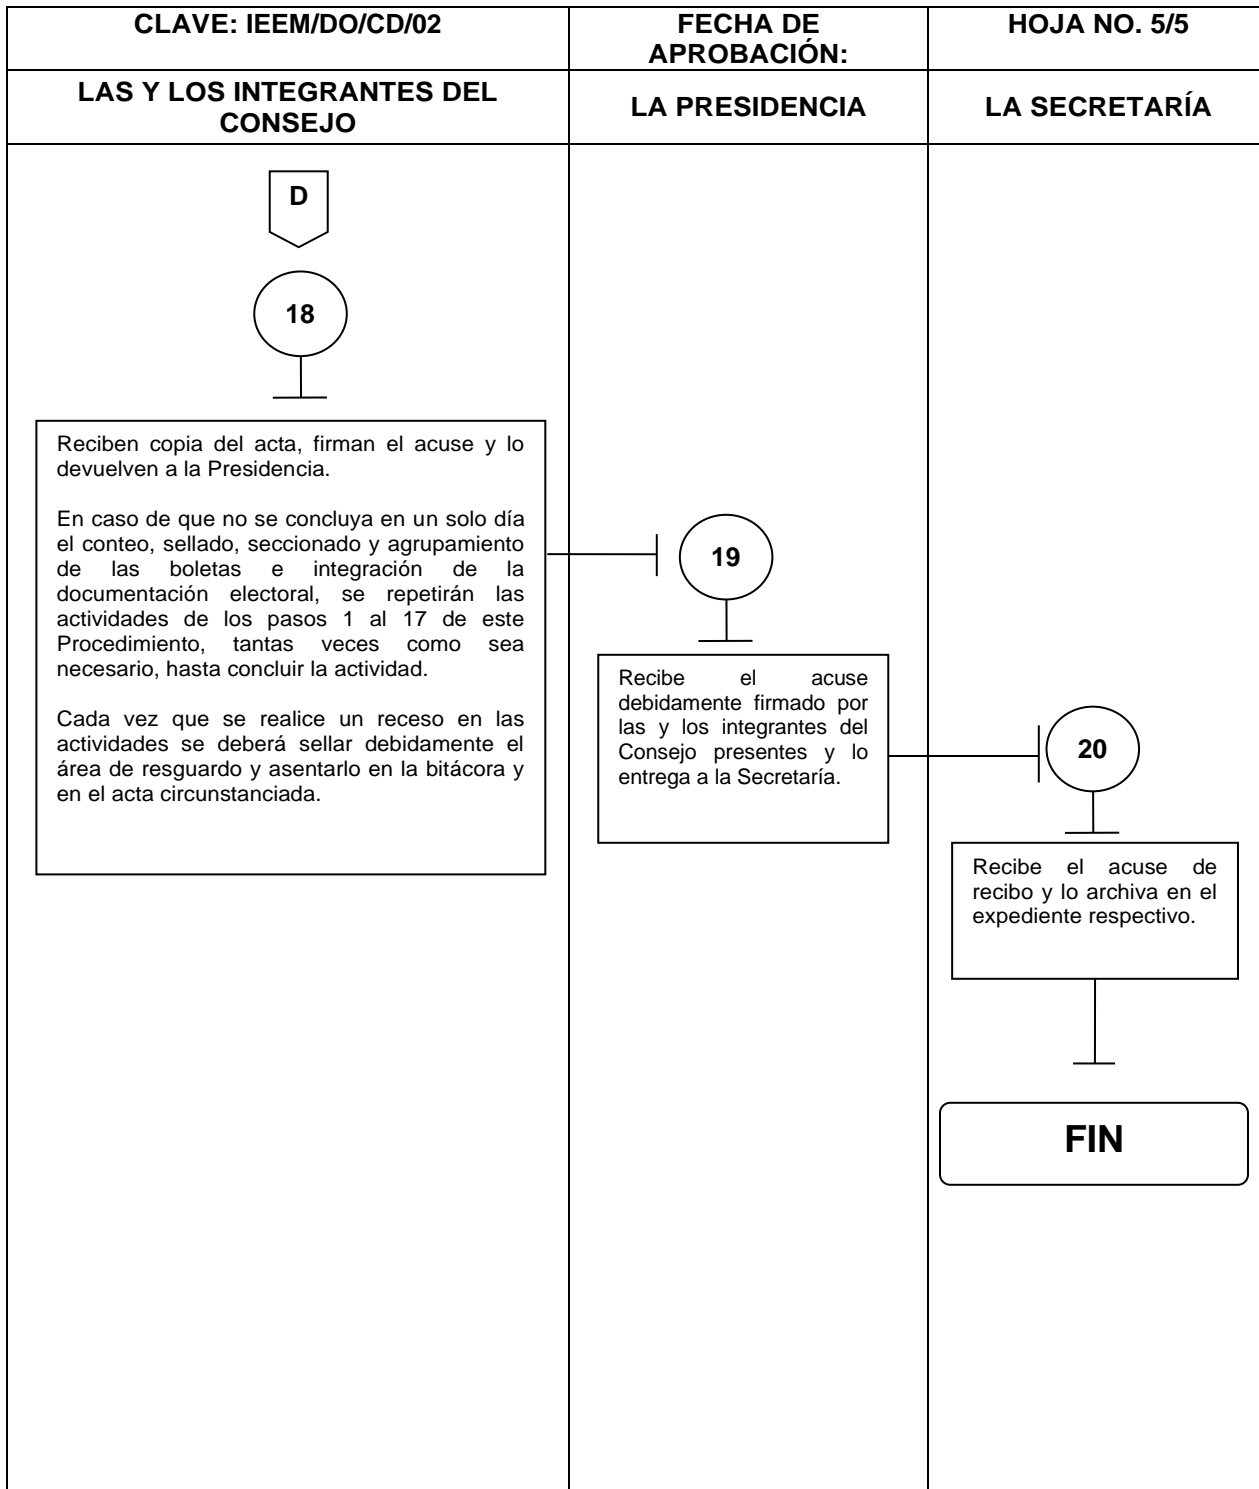 CLAVE: IEEM/DO/CD/02
FECHA DE
APROBACIÓN:
HOJA NO. 5/5
LAS Y LOS INTEGRANTES DEL
CONSEJO
LA PRESIDENCIA
LA SECRETARÍA
D
18
Reciben copia del acta, firman el acuse y lo
devuelven a la Presidencia.
En caso de que no se concluya en un solo día
el conteo, sellado, seccionado y agrupamiento
de las boletas e integración de la
documentación electoral, se repetirán las
actividades de los pasos 1 al 17 de este
Procedimiento, tantas veces como sea
necesario, hasta concluir la actividad.
Cada vez que se realice un receso en las
actividades se deberá sellar debidamente el
área de resguardo y asentarlo en la bitácora y
en el acta circunstanciada.
19
Recibe el acuse
debidamente firmado por
las y los integrantes del
Consejo presentes y lo
entrega a la Secretaría.
20
Recibe el acuse de
recibo y lo archiva en el
expediente respectivo.
FIN